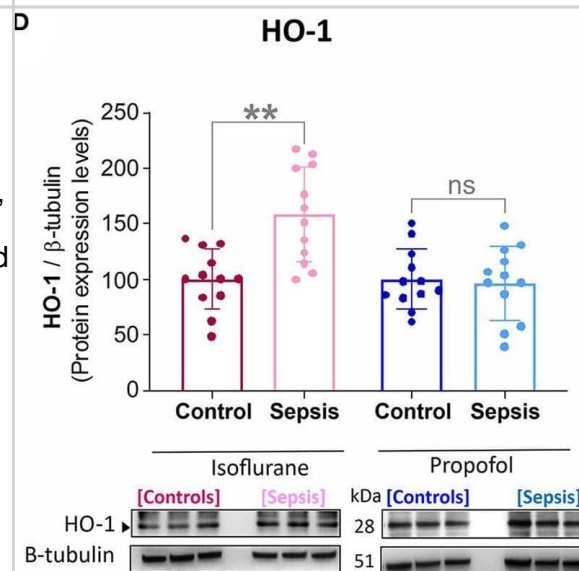 D
HO-1
HO-1 / β-tubulin
(Protein expression levels)
250
200
150
100
50
0
**
ns
Control Sepsis Control Sepsis
Isoflurane Propofol
[Controls] [Sepsis] kDa [Controls] [Sepsis]
HO-1 28
B-tubulin 51
,
d